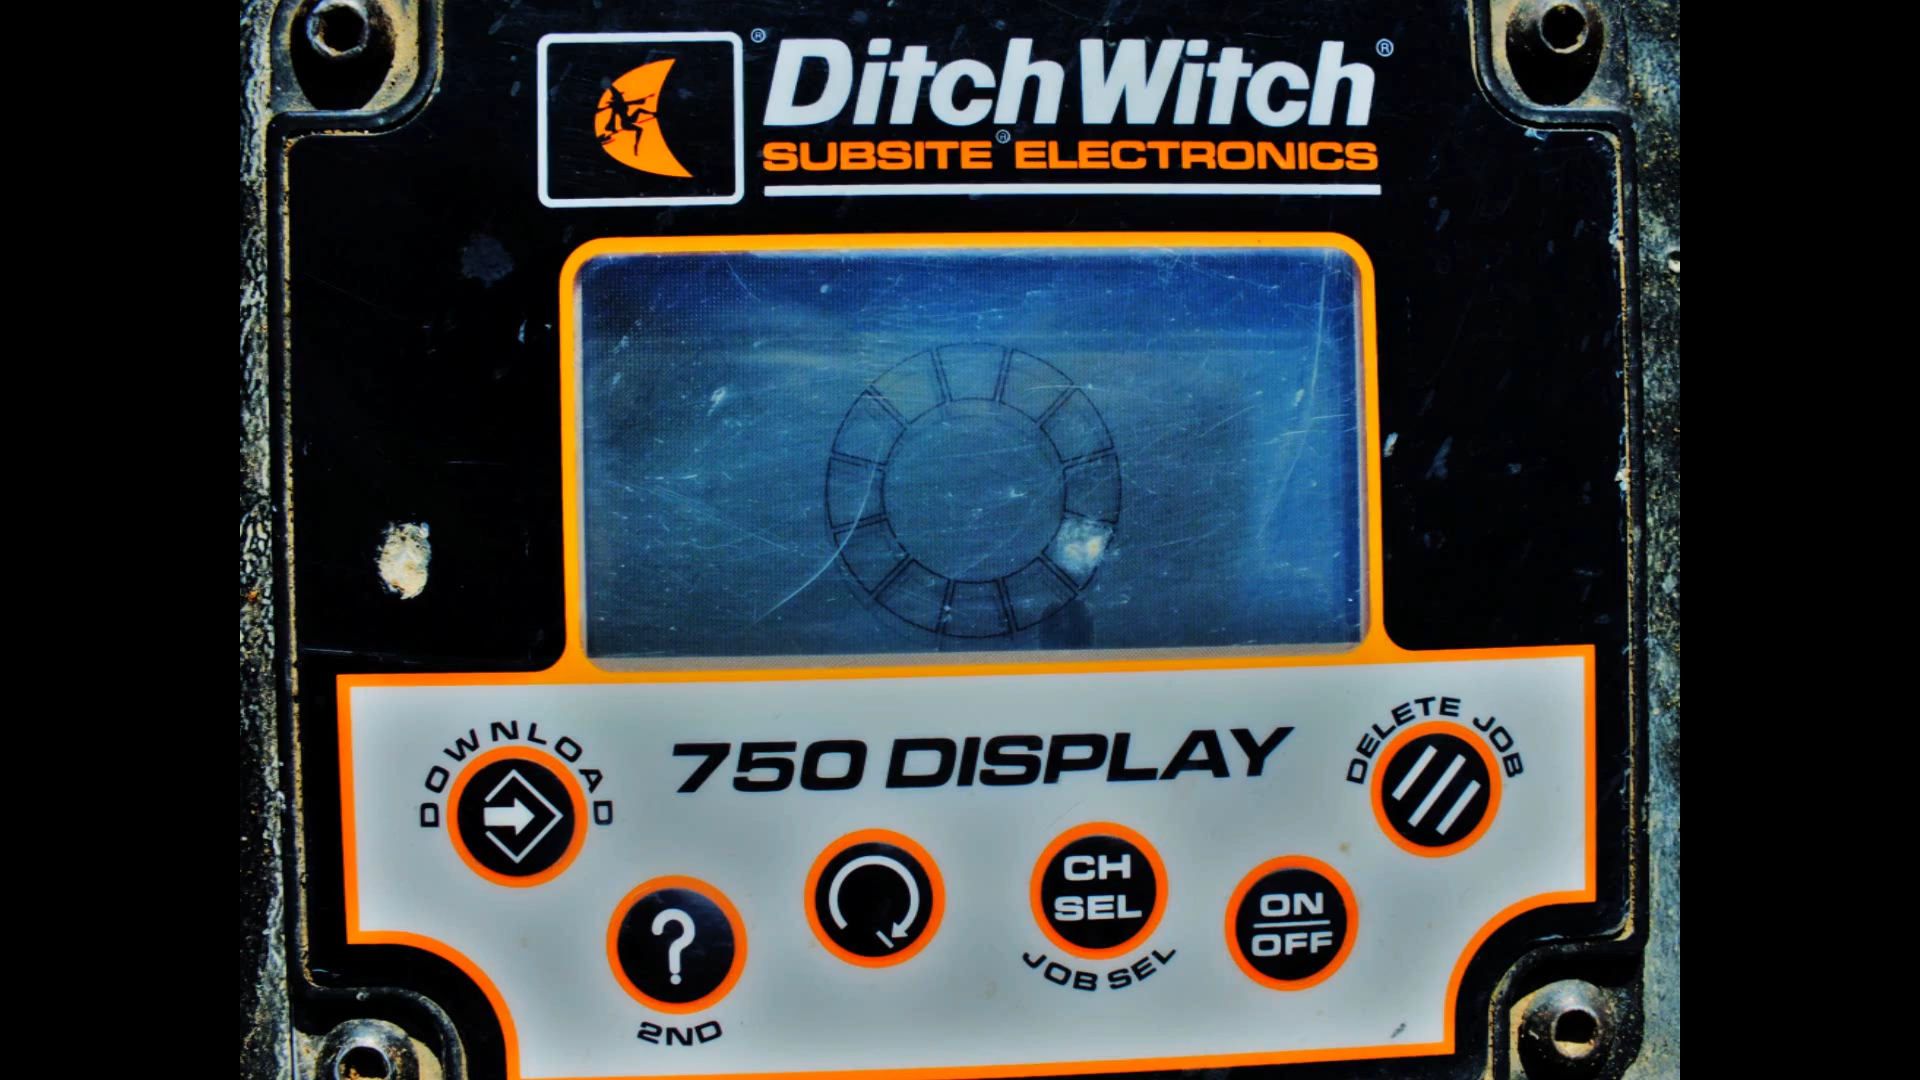 ® DitchWitch®
SUBSITE® ELECTRONICS
750 DISPLAY
DOWNLOAD
DELETE JOB
?
2ND
CH
SEL
JOB SEL
ON
OFF